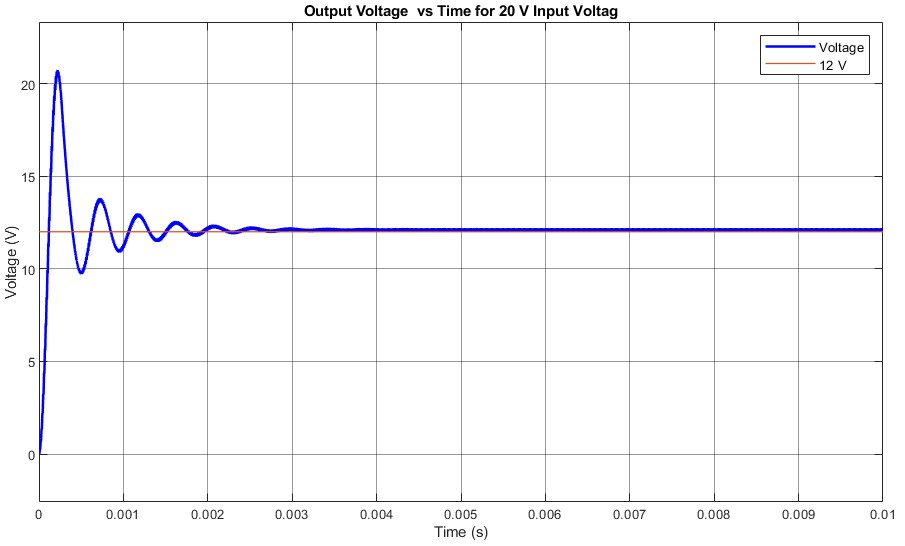 Output Voltage  vs Time for 20 V Input Voltag
Voltage
12 V
20
15
10
5
0
Voltage (V)
0 0.001 0.002 0.003 0.004 0.005 0.006 0.007 0.008 0.009 0.01
Time (s)